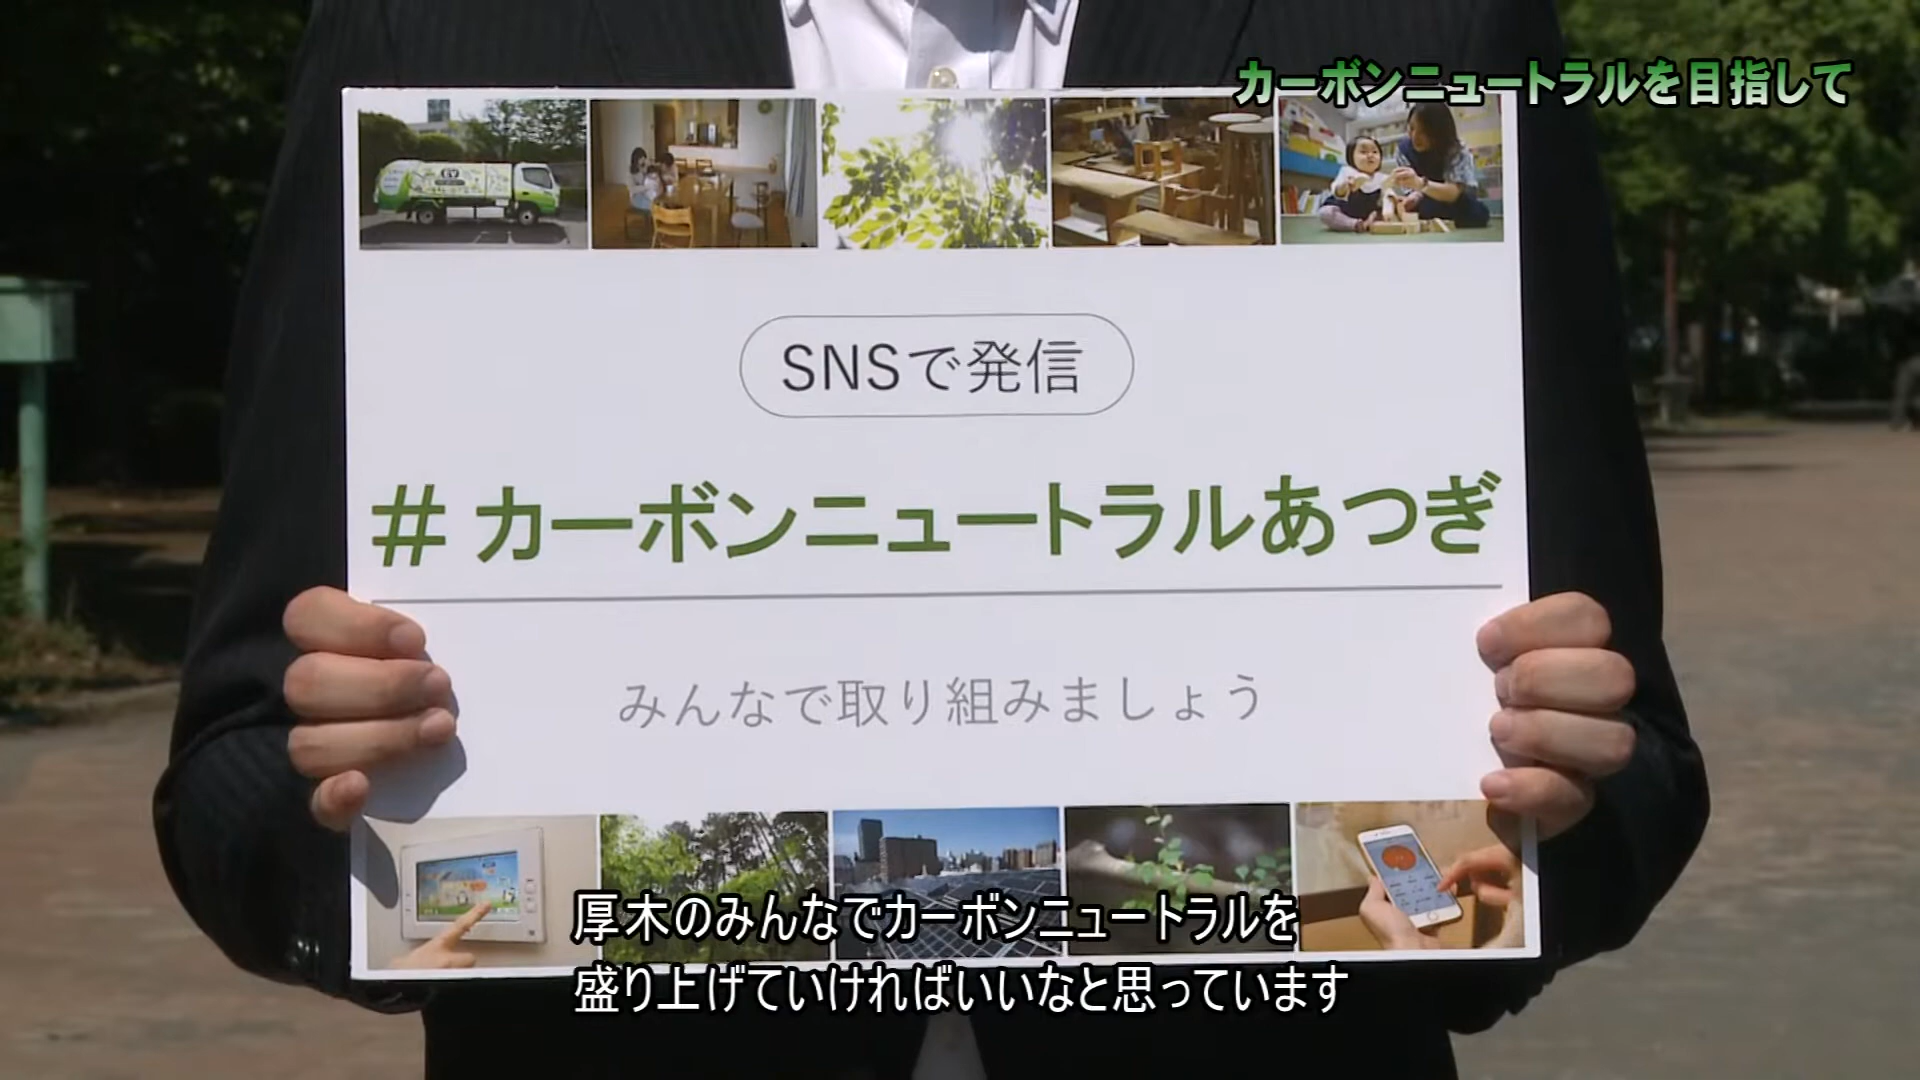 カーボンニュートラルを目指して
EV
SNSで発信
#カーボンニュートラルあつぎ
みんなで取り組みましょう
厚木のみんなでカーボンニュートラルを
盛り上げていければいいなと思っています